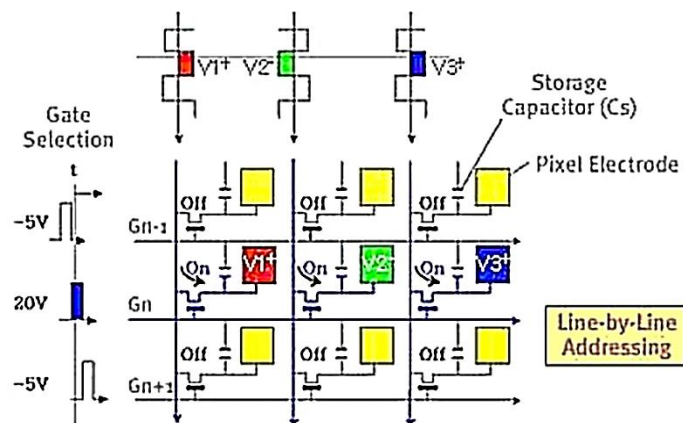 V1+ V2- V3+
Gate
Selection
t
Storage
Capacitor (Cs)
Pixel Electrode
-5V
Off Off Off
Gn-1
20V
On V1+ On V2- On V3+
Gn
Line-by-Line
Addressing
-5V
Off Off Off
Gn+1